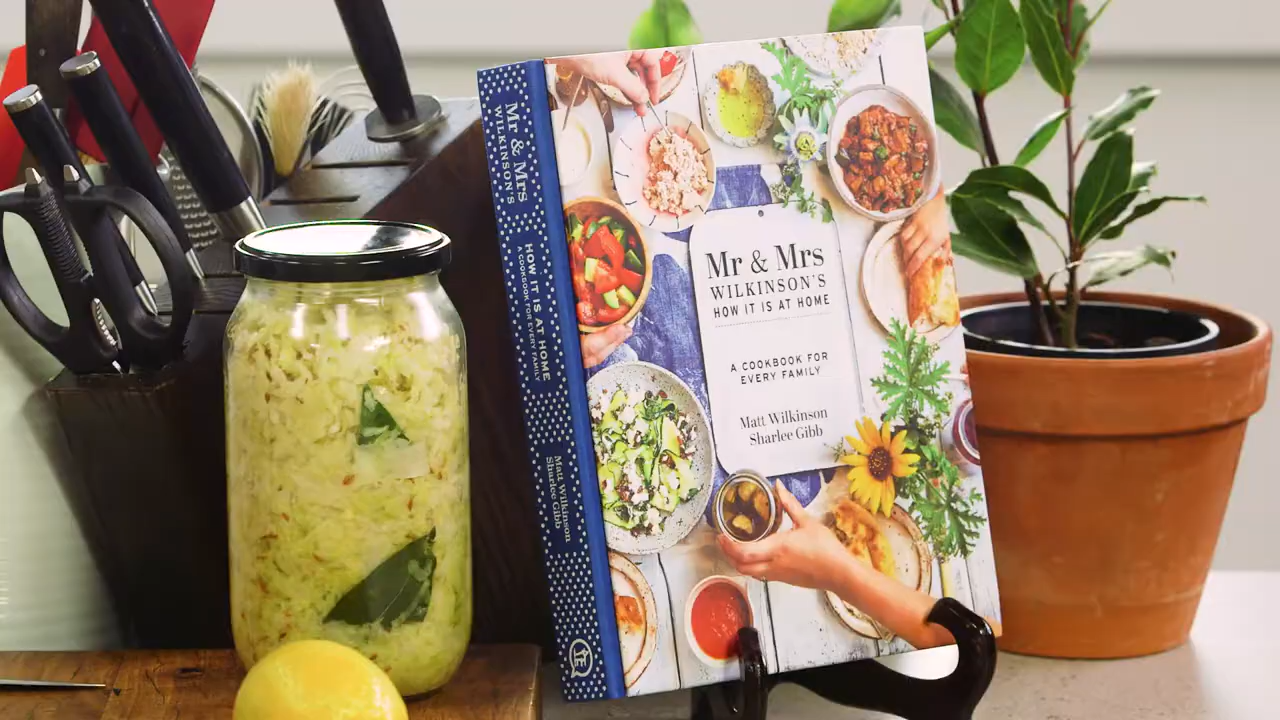 Mr & Mrs
WILKINSON'S
HOW IT IS AT HOME
COOKBOOK FOR EVERY FAMILY
Matt Wilkinson
Sharlee Gibb
Mr & Mrs
WILKINSON'S
HOW IT IS AT HOME
A COOKBOOK FOR
EVERY FAMILY
Matt Wilkinson
Sharlee Gibb